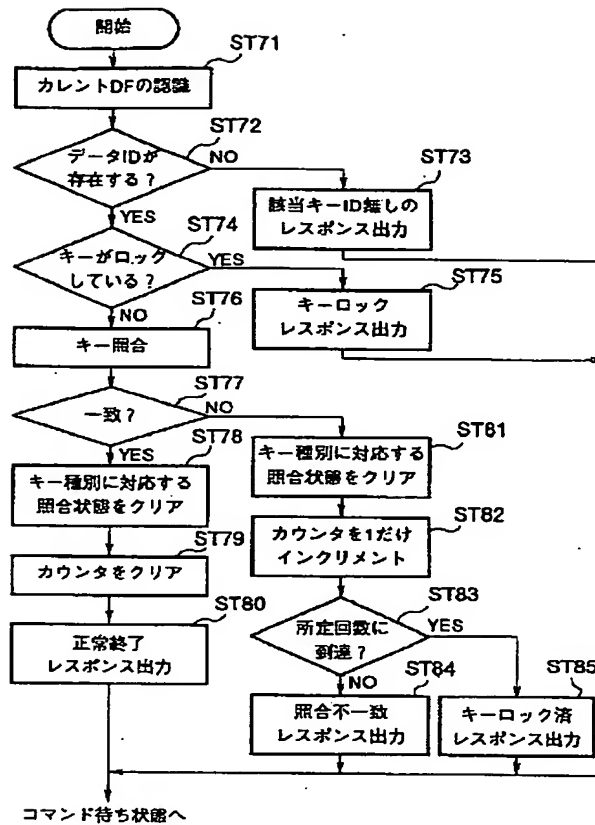 開始
ST71
カレントDFの認識
ST72
データIDが
存在する？
NO
ST73
該当キーID無しの
レスポンス出力
YES
ST74
キーがロック
している？
YES
ST75
キーロック
レスポンス出力
NO
ST76
キー照合
ST77
一致？
NO
ST81
キー種別に対応する
照合状態をクリア
YES
ST78
キー種別に対応する
照合状態をクリア
ST82
カウンタを1だけ
インクリメント
ST79
カウンタをクリア
ST83
所定回数に
到達？
YES
ST80
正常終了
レスポンス出力
NO
ST84
照合不一致
レスポンス出力
ST85
キーロック済
レスポンス出力
コマンド待ち状態へ